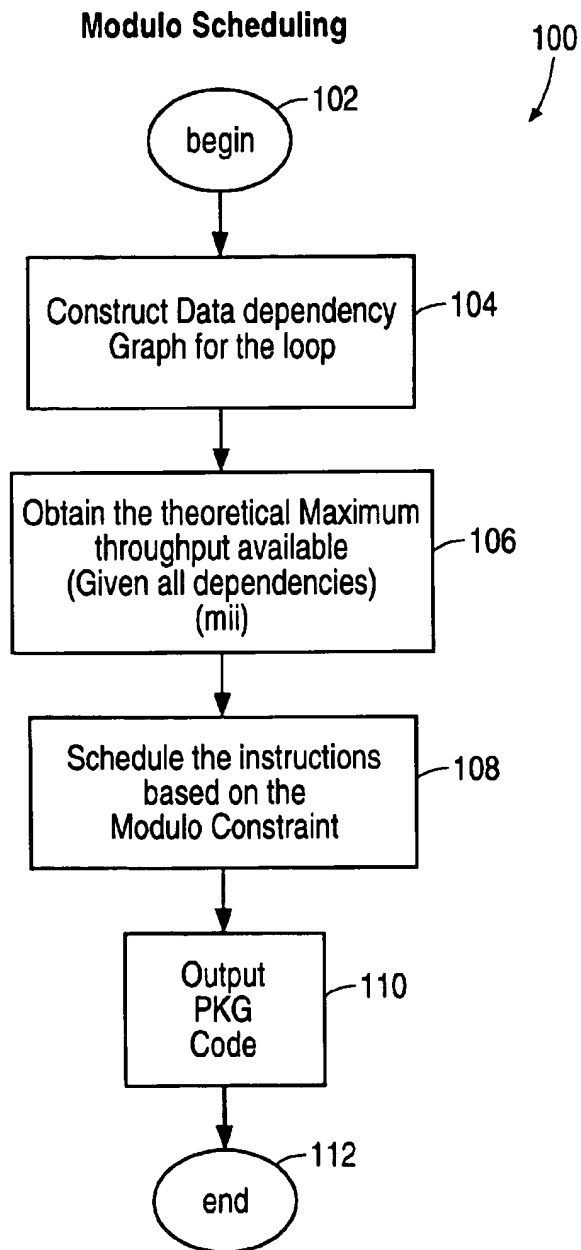 Modulo Scheduling
100
102
begin
Construct Data dependency
Graph for the loop
104
Obtain the theoretical Maximum
throughput available
(Given all dependencies)
(mii)
106
Schedule the instructions
based on the
Modulo Constraint
108
Output
PKG
Code
110
112
end